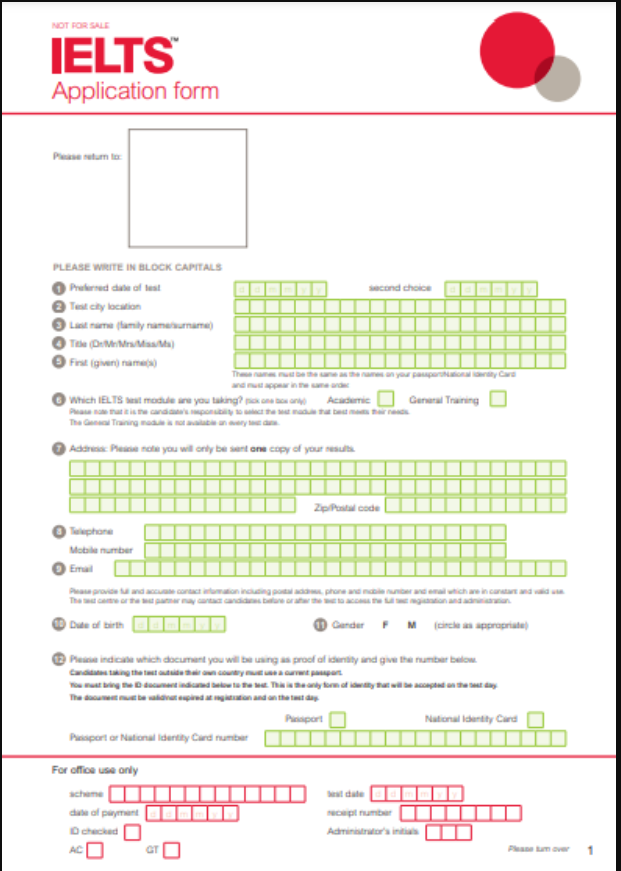 NOT FOR SALE
IELTS™
Application form
Please return to:
PLEASE WRITE IN BLOCK CAPITALS
1 Preferred date of test d d m m y y second choice d d m m y y
2 Test city location
3 Last name (family name/surname)
4 Title (Dr/Mr/Mrs/Miss/Ms)
5 First (given) name(s)
These names must be the same as the names on your passport/National Identity Card
and must appear in the same order
6 Which IELTS test module are you taking? (tick one box only) Academic General Training
Please note that it is the candidate's responsibility to select the test module that best meets their needs.
The General Training module is not available on every test date.
7 Address: Please note you will only be sent one copy of your results.
Zip/Postal code
8 Telephone
Mobile number
9 Email
Please provide full and accurate contact information including postal address, phone and mobile number and email which are in constant and valid use.
The test centre or the test partner may contact candidates before or after the test to access the full test registration and administration.
10 Date of birth d d m m y y 11 Gender F M (circle as appropriate)
12 Please indicate which document you will be using as proof of identity and give the number below.
Candidates taking the test outside their own country must use a current passport.
You must bring the ID document indicated below to the test. This is the only form of identity that will be accepted on the test day.
The document must be valid/not expired at registration and on the test day.
Passport National Identity Card
Passport or National Identity Card number
For office use only
scheme test date d d m m y y
date of payment d d m m y y receipt number
ID checked Administrator's initials
AC GT Please turn over 1